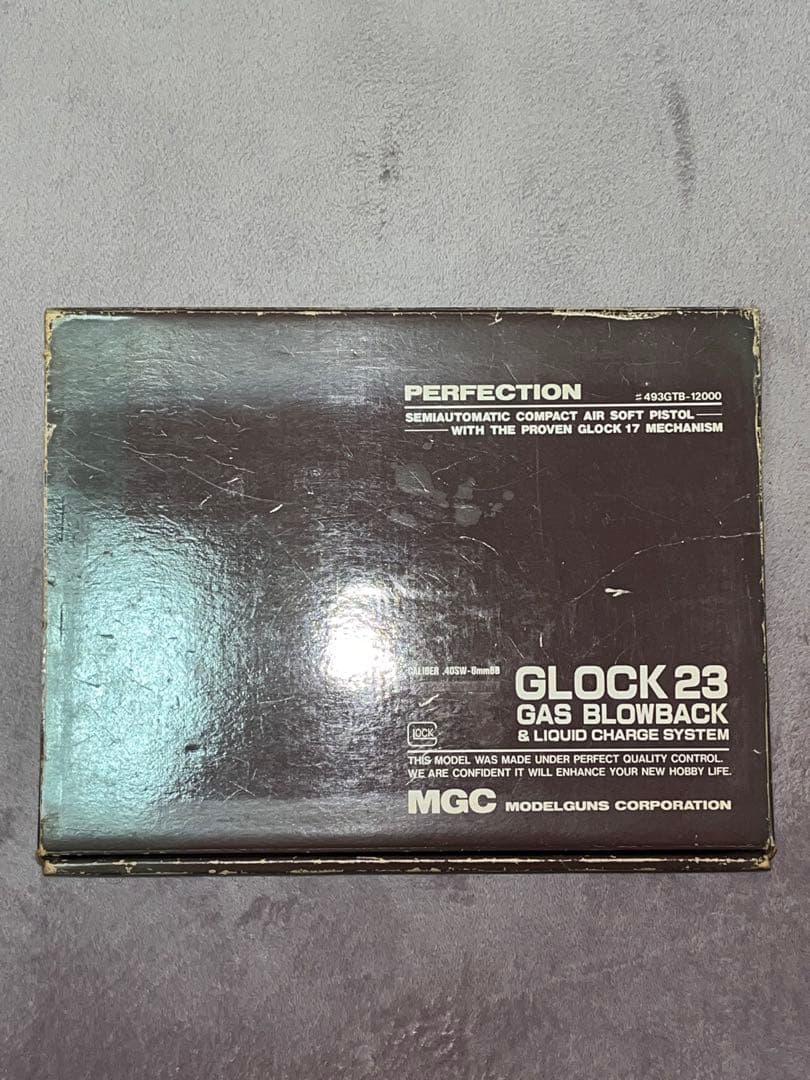 PERFECTION
#493GTB-12000
SEMIAUTOMATIC COMPACT AIR SOFT PISTOL
WITH THE PROVEN GLOCK 17 MECHANISM
CALIBER .40SW-6mmBB
GLOCK 23
GAS BLOWBACK
& LIQUID CHARGE SYSTEM
GLOCK
THIS MODEL WAS MADE UNDER PERFECT QUALITY CONTROL.
WE ARE CONFIDENT IT WILL ENHANCE YOUR NEW HOBBY LIFE.
MGC MODELGUNS CORPORATION